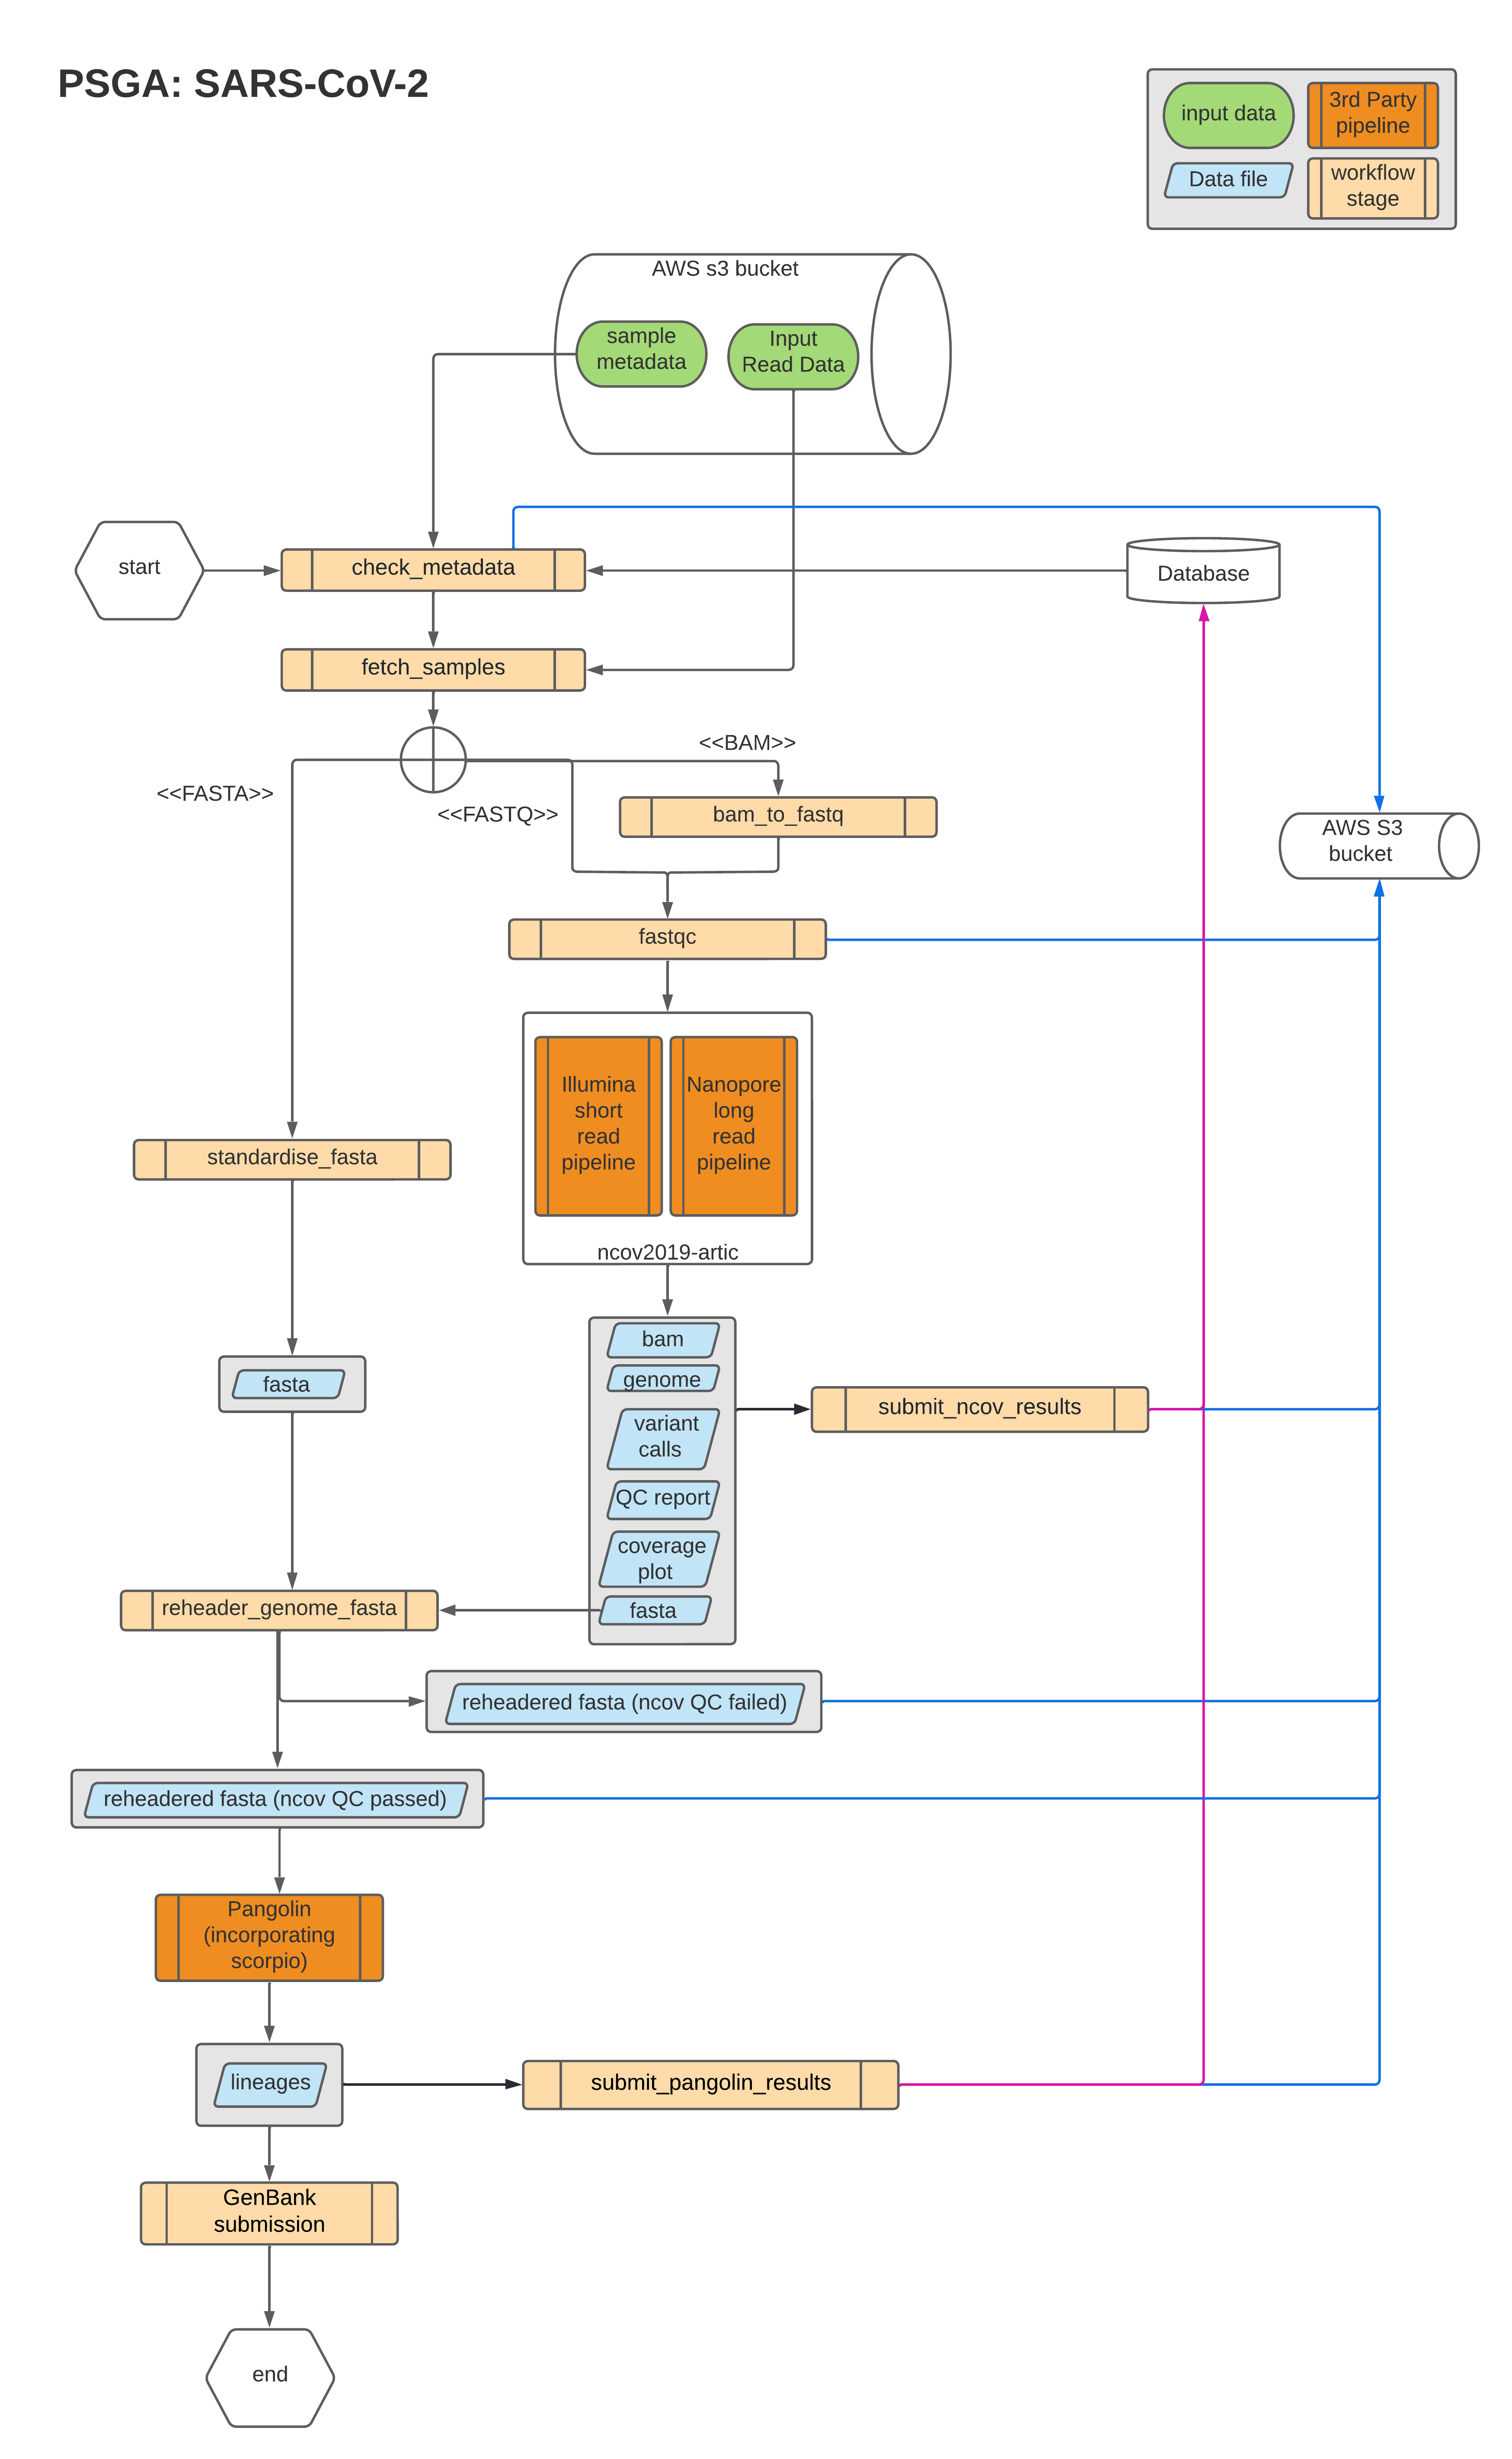 PSGA: SARS-CoV-2
input data
3rd Party
pipeline
Data file
workflow
stage
AWS s3 bucket
sample
metadata
Input
Read Data
start
check_metadata
Database
fetch_samples
<<BAM>>
<<FASTA>>
<<FASTQ>>
bam_to_fastq
AWS S3
bucket
fastqc
Illumina
short
read
pipeline
Nanopore
long
read
pipeline
standardise_fasta
ncov2019-artic
bam
genome
fasta
variant
calls
submit_ncov_results
QC report
coverage
plot
fasta
reheader_genome_fasta
reheadered fasta (ncov QC failed)
reheadered fasta (ncov QC passed)
Pangolin
(incorporating
scorpio)
lineages
submit_pangolin_results
GenBank
submission
end